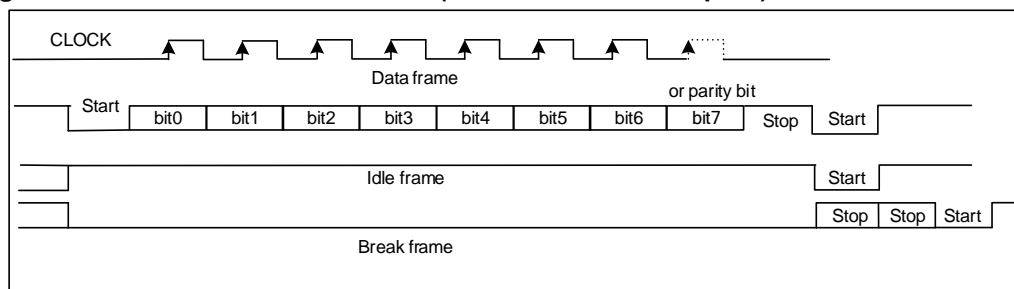 CLOCK
Data frame
or parity bit
Start bit0 bit1 bit2 bit3 bit4 bit5 bit6 bit7 Stop Start
Idle frame Start
Stop Stop Start
Break frame